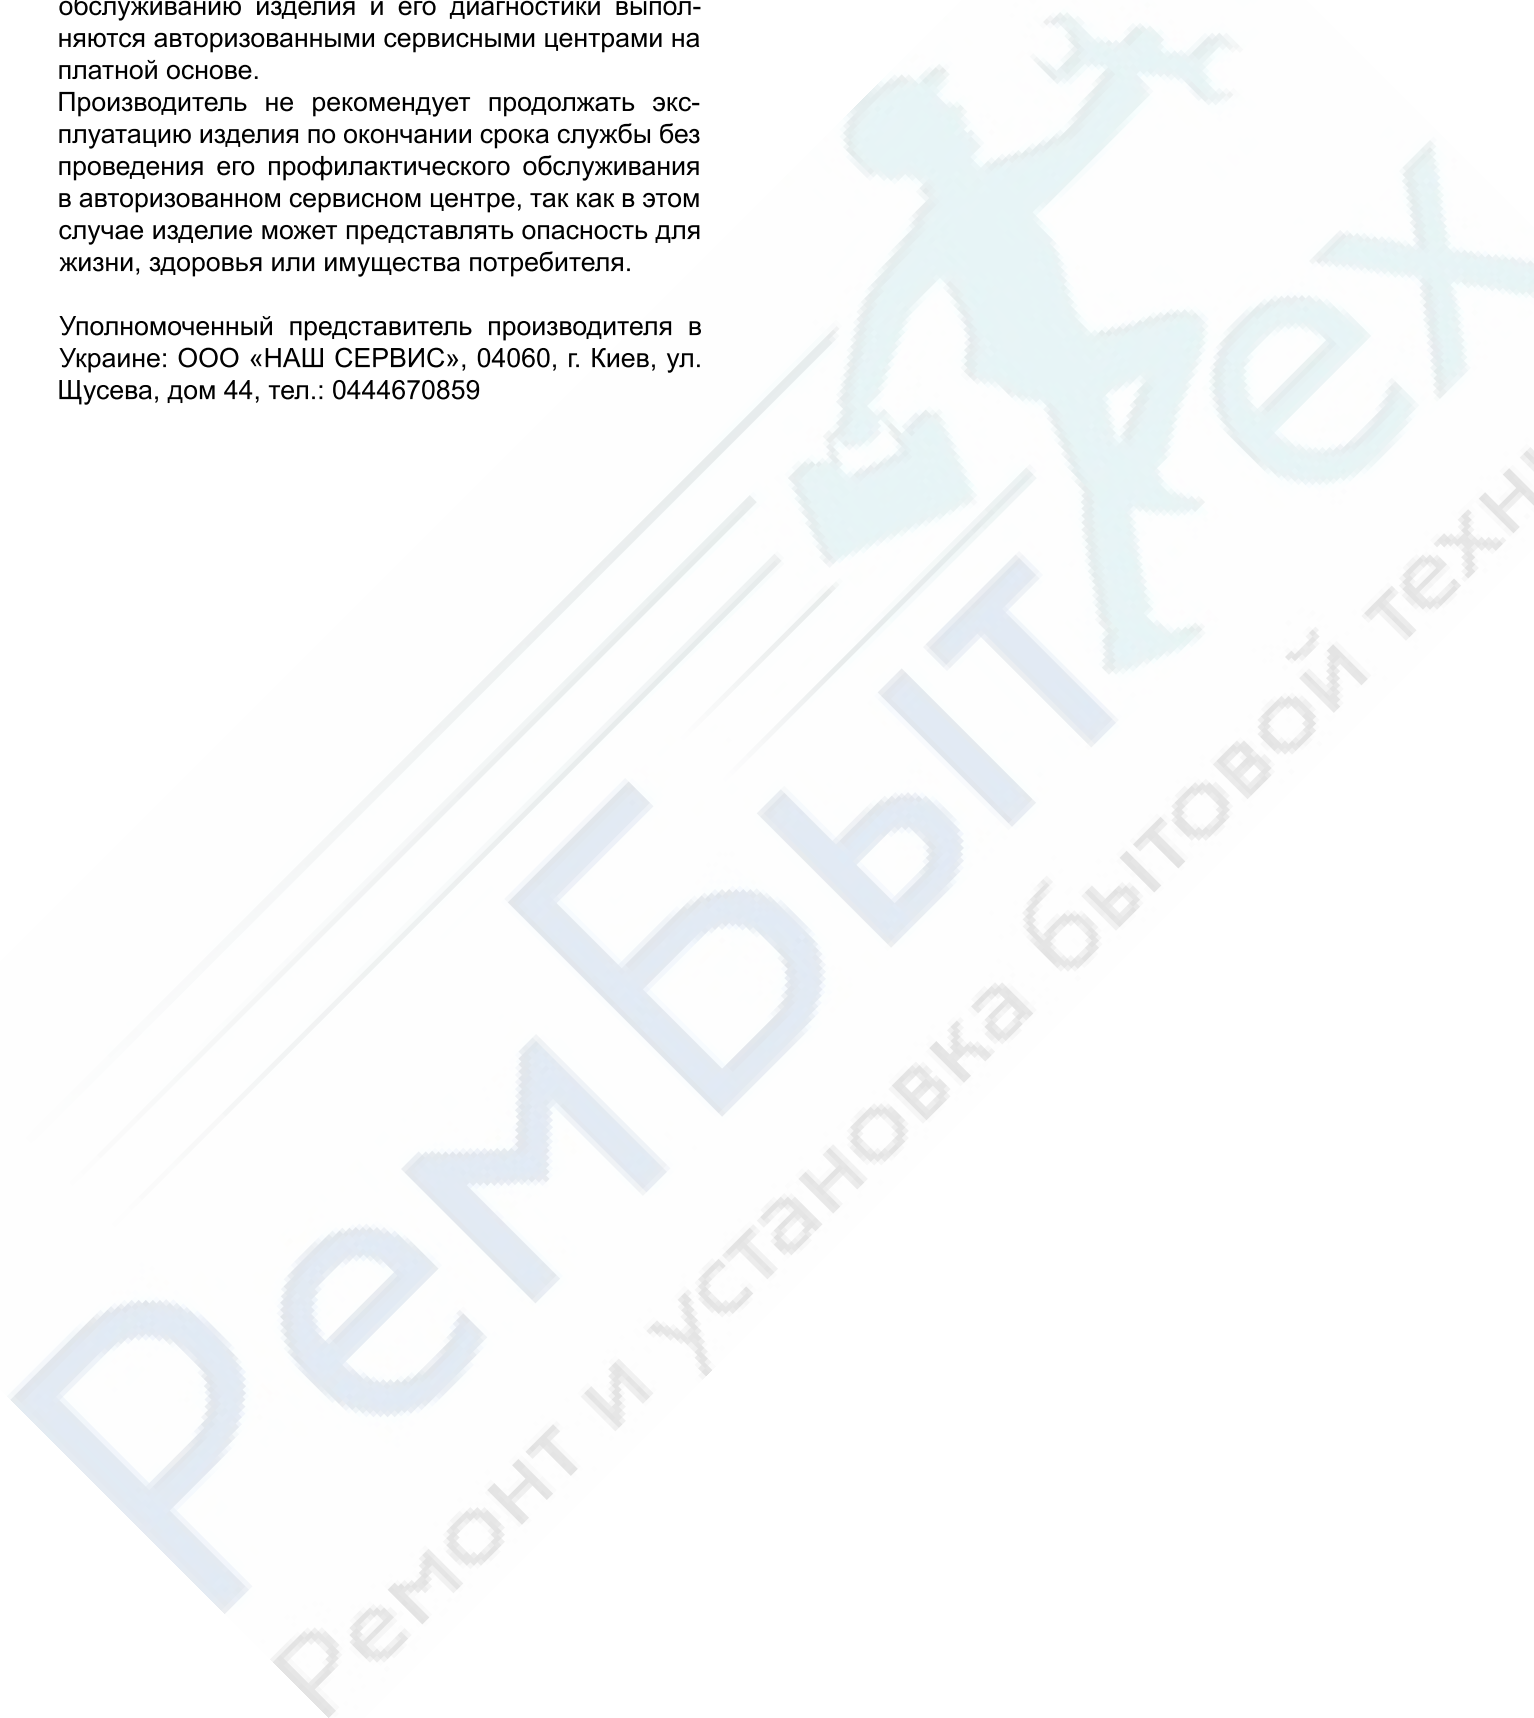 обслуживанию изделия и его диагностики выпол-
няются авторизованными сервисными центрами на
платной основе.
Производитель не рекомендует продолжать экс-
плуатацию изделия по окончании срока службы без
проведения его профилактического обслуживания
в авторизованном сервисном центре, так как в этом
случае изделие может представлять опасность для
жизни, здоровья или имущества потребителя.
Уполномоченный представитель производителя в
Украине: ООО «НАШ СЕРВИС», 04060, г. Киев, ул.
Щусева, дом 44, тел.: 0444670859
РемБытТех
Ремонт и установка бытовой техни